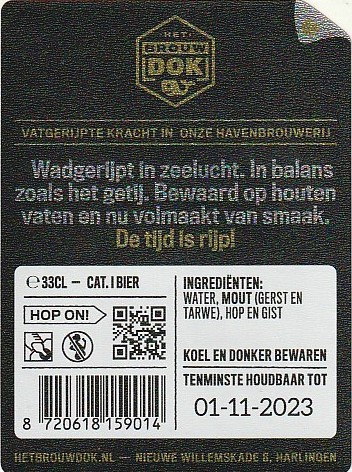 HET
BROUW
DOK
VATGERIJPTE KRACHT IN ONZE HAVENBROUWERIJ
Wadgerijpt in zeelucht. In balans
zoals het getij. Bewaard op houten
vaten en nu volmaakt van smaak.
De tijd is rijp!
℮33CL – CAT. I BIER
HOP ON!
INGREDIËNTEN:
WATER, MOUT (GERST EN
TARWE), HOP EN GIST
KOEL EN DONKER BEWAREN
TENMINSTE HOUDBAAR TOT
01-11-2023
8 720618 159014
HETBROUWDOK.NL – NIEUWE WILLEMSKADE 8, HARLINGEN